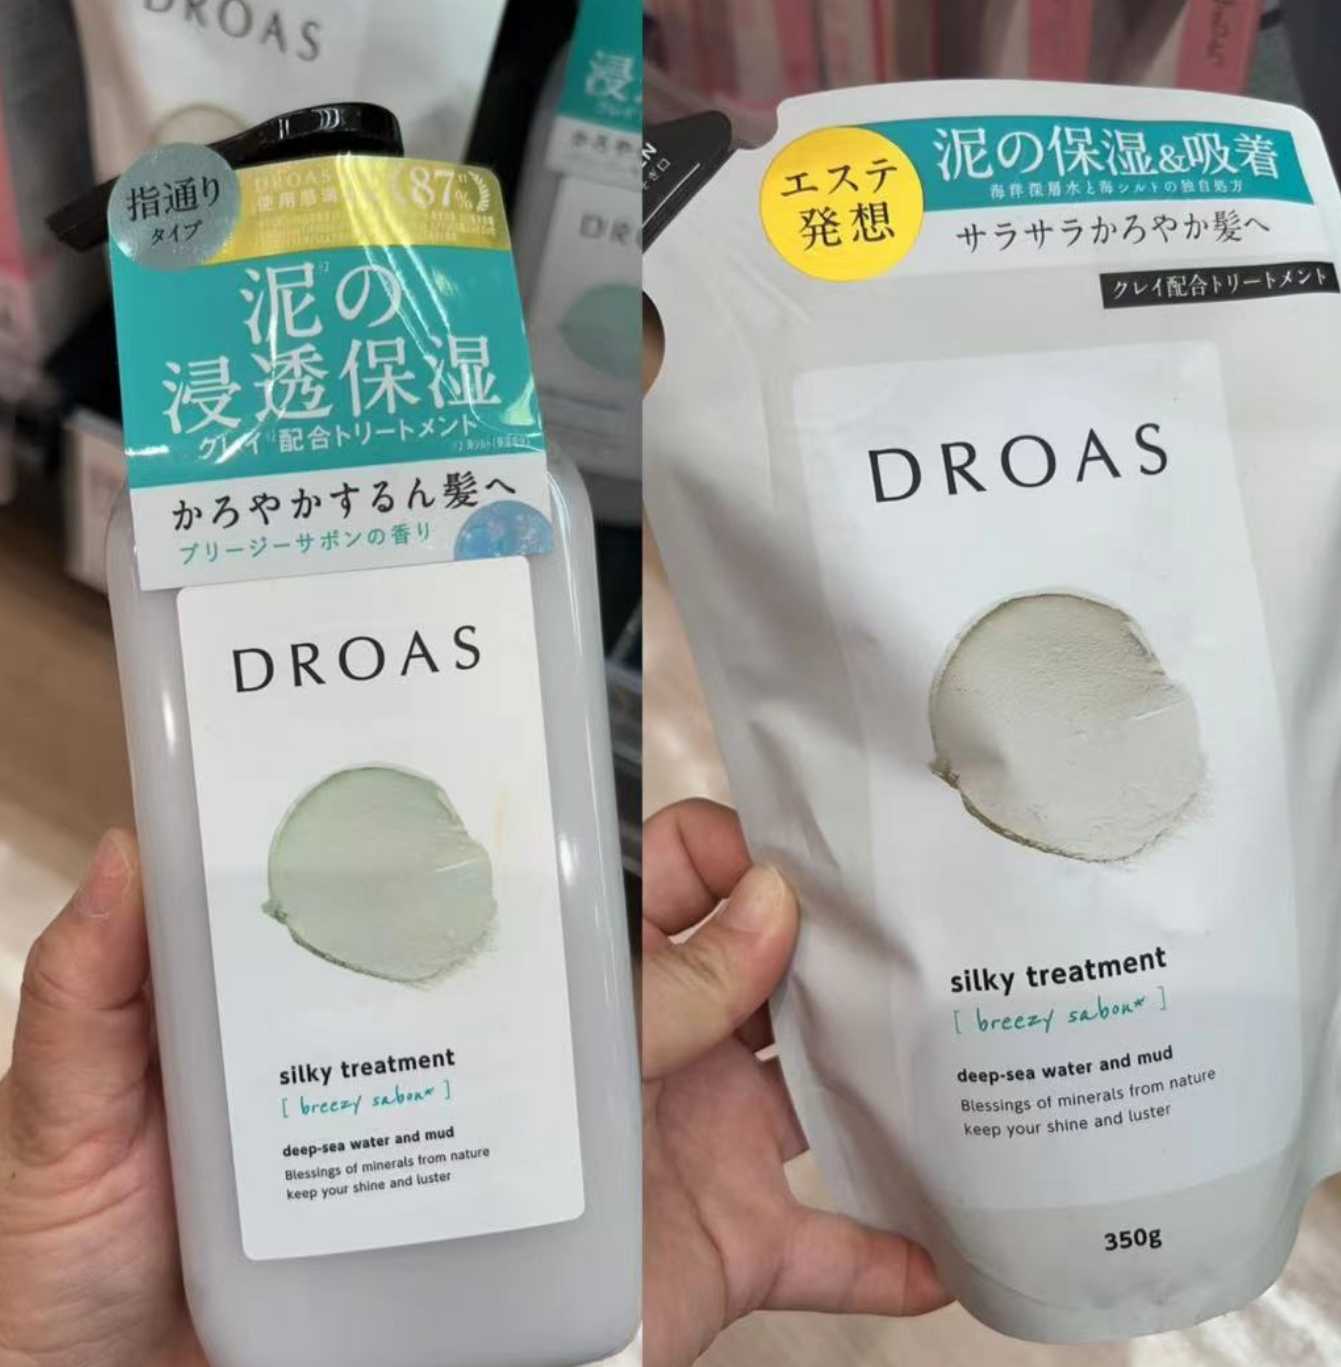 DROAS
指通り
タイプ
DROAS
使用感満
87%
泥の
浸透保湿
クレイ 配合トリートメント
かろやかするん髪へ
ブリージーサボンの香り
DROAS
silky treatment
[ breezy sabon* ]
deep-sea water and mud
Blessings of minerals from nature
keep your shine and luster
浸
エステ
発想
泥の保湿&吸着
海洋深層水と海シルトの独自処方
サラサラかろやか髪へ
クレイ配合トリートメント
DROAS
silky treatment
[ breezy sabon* ]
deep-sea water and mud
Blessings of minerals from nature
keep your shine and luster
350g